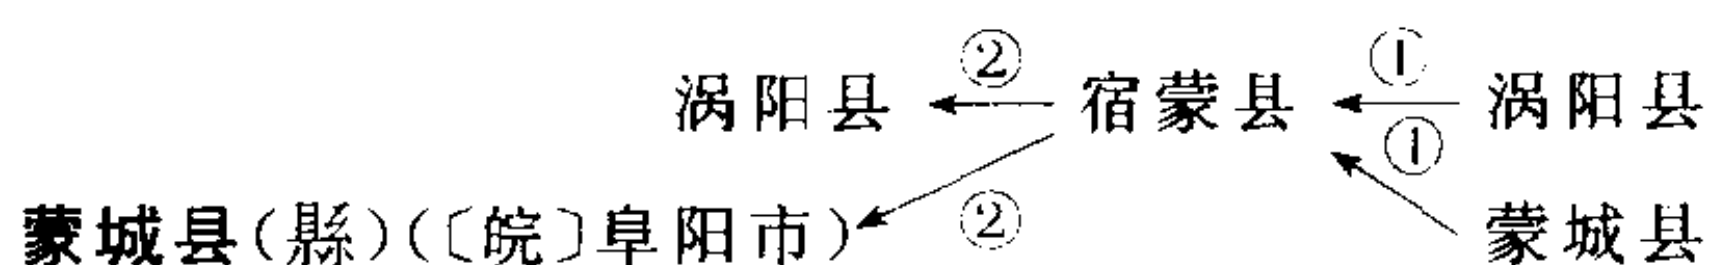 ② ①
涡阳县 ← 宿蒙县 ← 涡阳县
①
蒙城县(縣)(〔皖〕阜阳市) ② 蒙城县